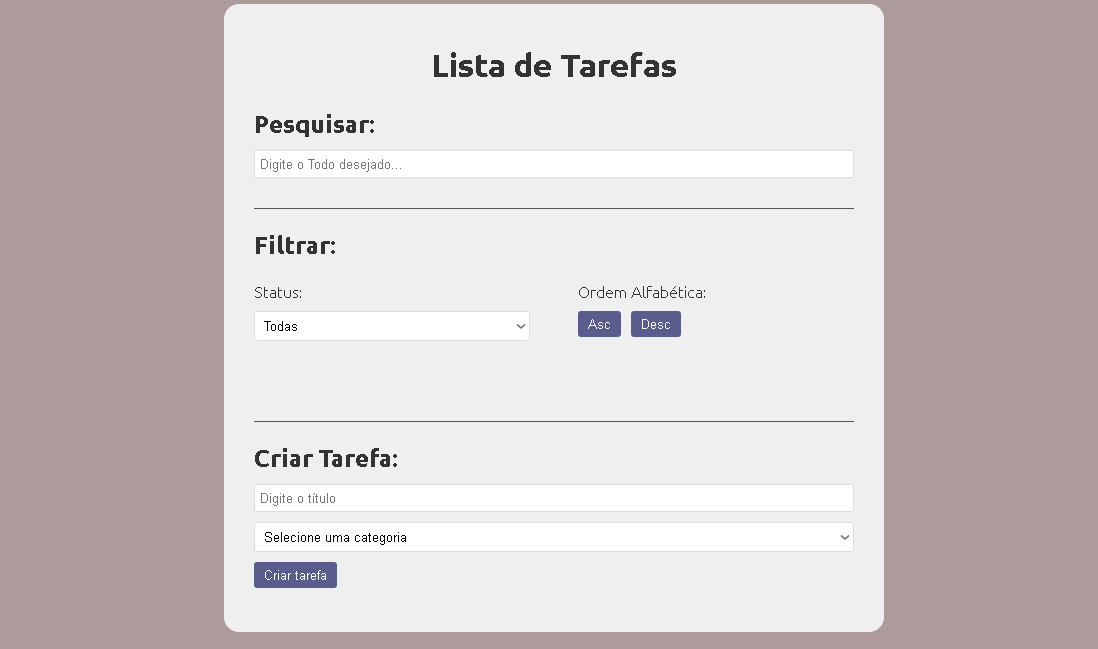 Lista de Tarefas
Pesquisar:
Digite o Todo desejado...
Filtrar:
Status:
Ordem Alfabética:
Todas
Asc
Desc
Criar Tarefa:
Digite o título
Selecione uma categoria
Criar tarefa